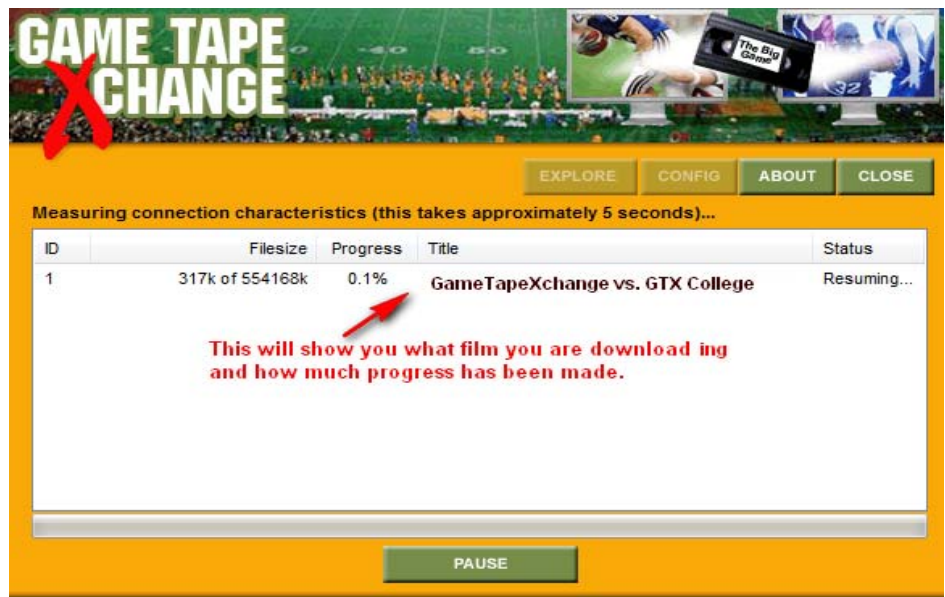 GAME TAPE
XCHANGE
The Big
Game
32
EXPLORE CONFIG ABOUT CLOSE
Measuring connection characteristics (this takes approximately 5 seconds)...
ID Filesize Progress Title Status
1 317k of 554168k 0.1% GameTapeXchange vs. GTX College Resuming...
This will show you what film you are download ing
and how much progress has been made.
PAUSE